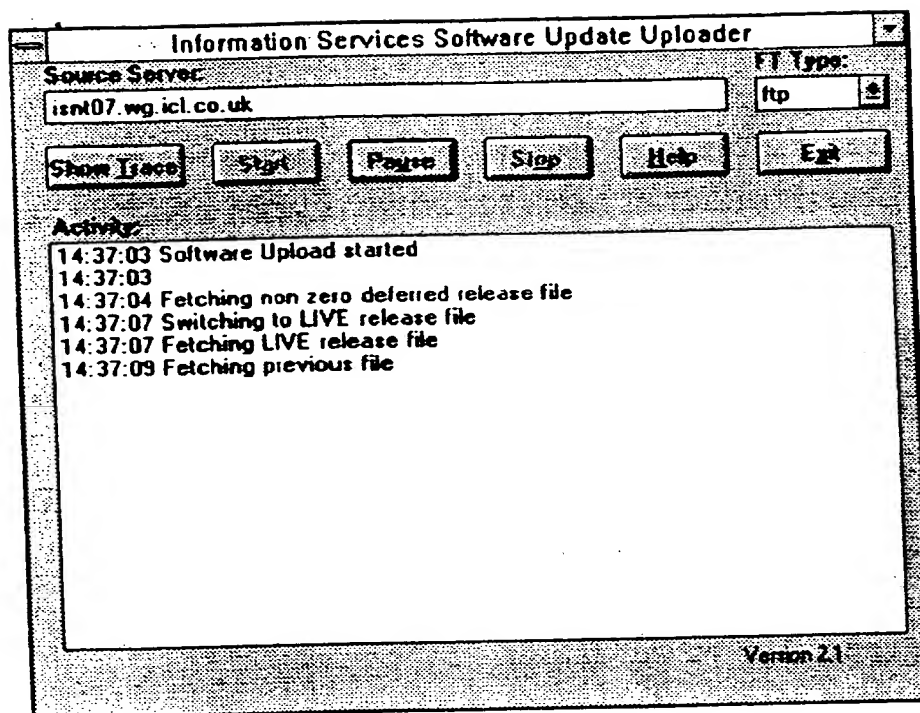 Information Services Software Update Uploader
Source Server:
FT Type:
isnt07.wg.icl.co.uk
ftp
Show Trace
Start
Pause
Stop
Help
Exit
Activity:
14:37:03 Software Upload started
14:37:03
14:37:04 Fetching non zero deferred release file
14:37:07 Switching to LIVE release file
14:37:07 Fetching LIVE release file
14:37:09 Fetching previous file
Version 2.1